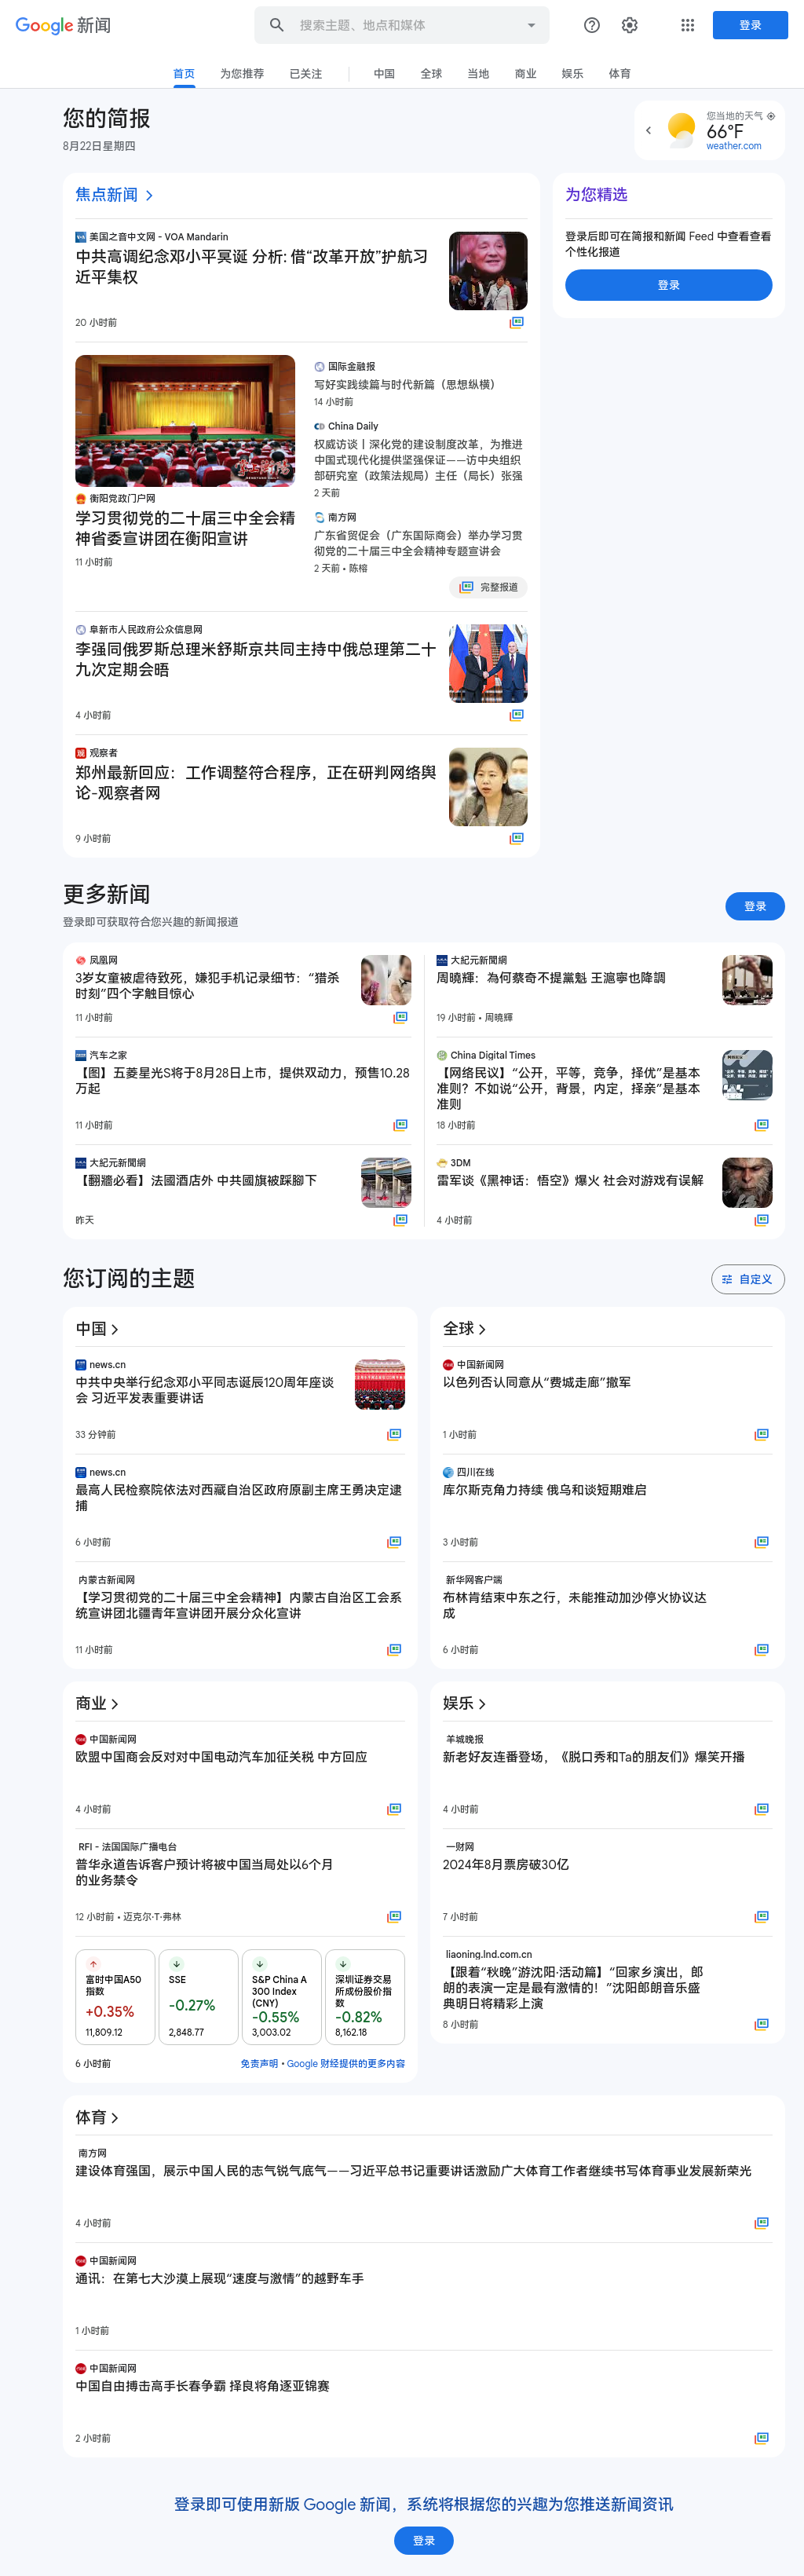 Google 新闻
搜索主题、地点和媒体
登录
首页
为您推荐
已关注
中国
全球
当地
商业
娱乐
体育
您的简报
8月22日星期四
您当地的天气
66°F
weather.com
焦点新闻
美国之音中文网 - VOA Mandarin
中共高调纪念邓小平冥诞 分析: 借“改革开放”护航习
近平集权
20 小时前
衡阳党政门户网
学习贯彻党的二十届三中全会精
神省委宣讲团在衡阳宣讲
11 小时前
国际金融报
写好实践续篇与时代新篇（思想纵横）
14 小时前
China Daily
权威访谈丨深化党的建设制度改革，为推进
中国式现代化提供坚强保证——访中央组织
部研究室（政策法规局）主任（局长）张强
2 天前
南方网
广东省贸促会（广东国际商会）举办学习贯
彻党的二十届三中全会精神专题宣讲会
2 天前 • 陈榕
完整报道
阜新市人民政府公众信息网
李强同俄罗斯总理米舒斯京共同主持中俄总理第二十
九次定期会晤
4 小时前
观察者
郑州最新回应：工作调整符合程序，正在研判网络舆
论-观察者网
9 小时前
为您精选
登录后即可在简报和新闻 Feed 中查看查看
个性化报道
登录
更多新闻
登录即可获取符合您兴趣的新闻报道
登录
凤凰网
3岁女童被虐待致死，嫌犯手机记录细节：“猎杀
时刻”四个字触目惊心
11 小时前
汽车之家
【图】五菱星光S将于8月28日上市，提供双动力，预售10.28
万起
11 小时前
大紀元新聞網
【翻牆必看】法國酒店外 中共國旗被踩腳下
昨天
大紀元新聞網
周曉輝：為何蔡奇不提黨魁 王滬寧也降調
19 小时前 • 周曉輝
China Digital Times
【网络民议】“公开，平等，竞争，择优”是基本
准则？不如说“公开，背景，内定，择亲”是基本
准则
18 小时前
3DM
雷军谈《黑神话：悟空》爆火 社会对游戏有误解
4 小时前
您订阅的主题
自定义
中国
news.cn
中共中央举行纪念邓小平同志诞辰120周年座谈
会 习近平发表重要讲话
33 分钟前
news.cn
最高人民检察院依法对西藏自治区政府原副主席王勇决定逮
捕
6 小时前
内蒙古新闻网
【学习贯彻党的二十届三中全会精神】内蒙古自治区工会系
统宣讲团北疆青年宣讲团开展分众化宣讲
11 小时前
全球
中国新闻网
以色列否认同意从“费城走廊”撤军
1 小时前
四川在线
库尔斯克角力持续 俄乌和谈短期难启
3 小时前
新华网客户端
布林肯结束中东之行，未能推动加沙停火协议达
成
6 小时前
商业
中国新闻网
欧盟中国商会反对对中国电动汽车加征关税 中方回应
4 小时前
RFI - 法国国际广播电台
普华永道告诉客户预计将被中国当局处以6个月
的业务禁令
12 小时前 • 迈克尔·T·弗林
富时中国A50
指数
+0.35%
11,809.12
SSE
-0.27%
2,848.77
S&P China A
300 Index
(CNY)
-0.55%
3,003.02
深圳证券交易
所成份股价指
数
-0.82%
8,162.18
6 小时前
免责声明 • Google 财经提供的更多内容
娱乐
羊城晚报
新老好友连番登场，《脱口秀和Ta的朋友们》爆笑开播
4 小时前
一财网
2024年8月票房破30亿
7 小时前
liaoning.lnd.com.cn
【跟着“秋晚”游沈阳·活动篇】“回家乡演出，郎
朗的表演一定是最有激情的！”沈阳郎朗音乐盛
典明日将精彩上演
8 小时前
体育
南方网
建设体育强国，展示中国人民的志气锐气底气——习近平总书记重要讲话激励广大体育工作者继续书写体育事业发展新荣光
4 小时前
中国新闻网
通讯：在第七大沙漠上展现“速度与激情”的越野车手
1 小时前
中国新闻网
中国自由搏击高手长春争霸 择良将角逐亚锦赛
2 小时前
登录即可使用新版 Google 新闻，系统将根据您的兴趣为您推送新闻资讯
登录